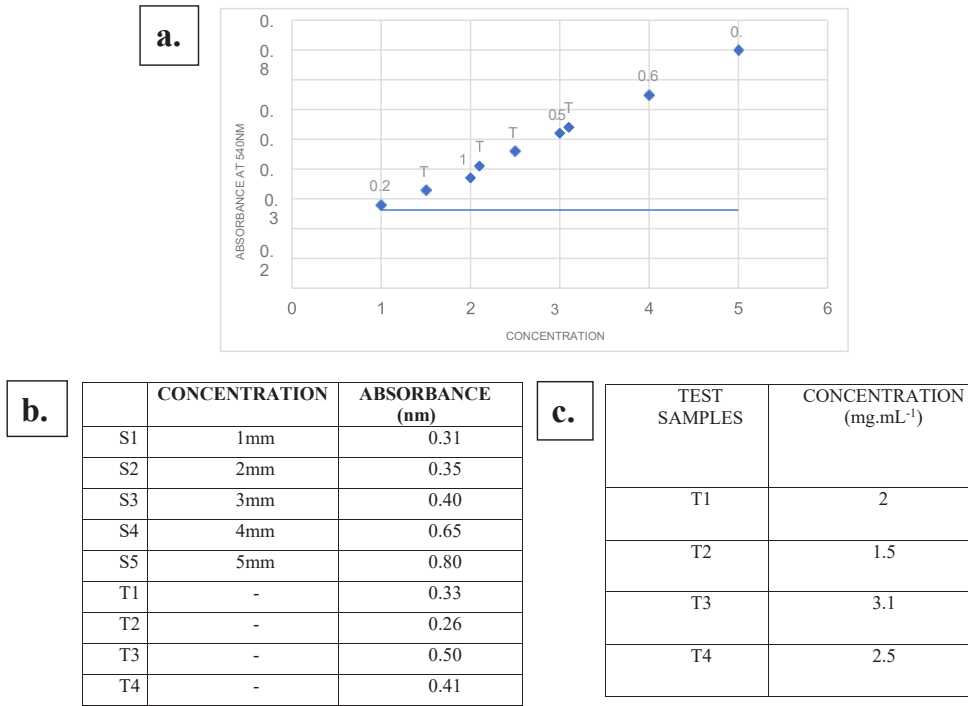 a.
0.
0.
8
0.
0.
0.
0.
3
0.
2
ABSORBANCE AT 540NM
0.2
T
1
T
T
0.5
T
0.6
0.
0 1 2 3 4 5 6
CONCENTRATION
b.
CONCENTRATION ABSORBANCE
(nm)
S1 1mm 0.31
S2 2mm 0.35
S3 3mm 0.40
S4 4mm 0.65
S5 5mm 0.80
T1 - 0.33
T2 - 0.26
T3 - 0.50
T4 - 0.41
c.
TEST CONCENTRATION
SAMPLES (mg.mL-1)
T1 2
T2 1.5
T3 3.1
T4 2.5